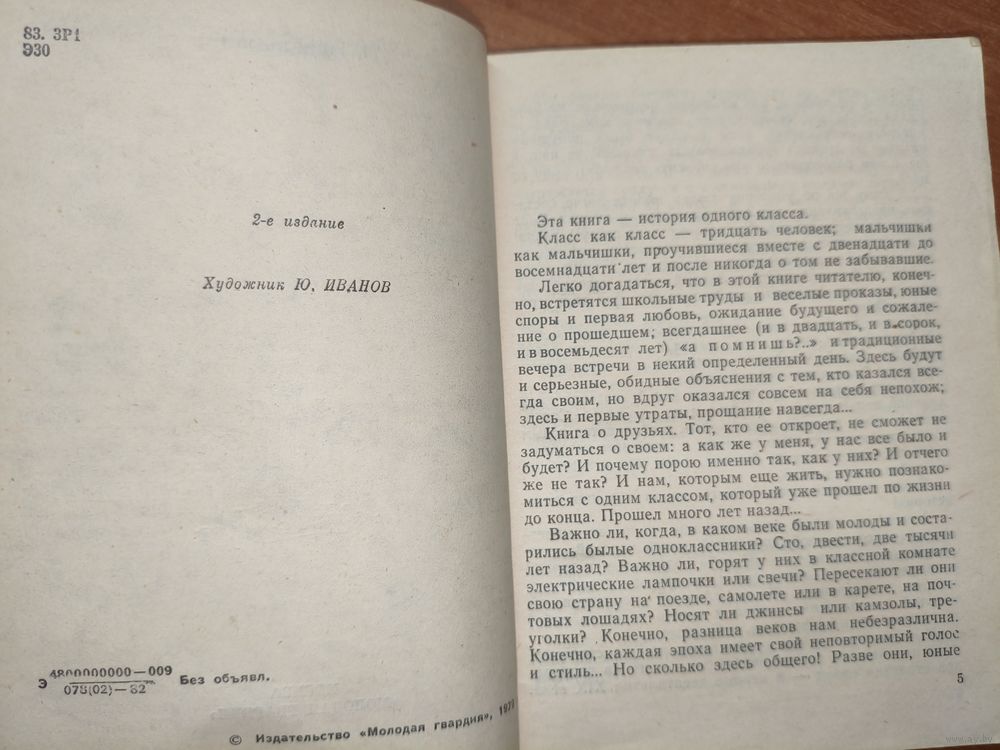 83. 3Р1
Э30
2-е издание
Художник Ю. ИВАНОВ
Э 4800000000—009
078(02)—82
Без объявл.
© Издательство «Молодая гвардия»,
Эта книга — история одного класса.
Класс как класс — тридцать человек; мальчишки
как мальчишки, проучившиеся вместе с двенадцати до
восемнадцати лет и после никогда о том не забывавшие.
Легко догадаться, что в этой книге читателю, конеч-
но, встретятся школьные труды и веселые проказы, юные
споры и первая любовь, ожидание будущего и сожале-
ние о прошедшем; всегдашнее (и в двадцать, и в сорок,
и в восемьдесят лет) «а помнишь?..» и традиционные
вечера встречи в некий определенный день. Здесь будут
и серьезные, обидные объяснения с тем, кто казался все-
гда своим, но вдруг оказался совсем на себя непохож;
здесь и первые утраты, прощание навсегда...
Книга о друзьях. Тот, кто ее откроет, не сможет не
задуматься о своем: а как же у меня, у нас все было и
будет? И почему порою именно так, как у них? И отчего
же не так? И нам, которым еще жить, нужно познако-
миться с одним классом, который уже прошел по жизни
до конца. Прошел много лет назад...
Важно ли, когда, в каком веке были молоды и соста-
рились былые одноклассники? Сто, двести, две тысячи
лет назад? Важно ли, горят у них в классной комнате
электрические лампочки или свечи? Пересекают ли они
свою страну на поезде, самолете или в карете, на поч-
товых лошадях? Носят ли джинсы или камзолы, тре-
уголки? Конечно, разница веков нам небезразлична.
Конечно, каждая эпоха имеет свой неповторимый голос
и стиль... Но сколько здесь общего! Разве они, юные
5
www.ay.by